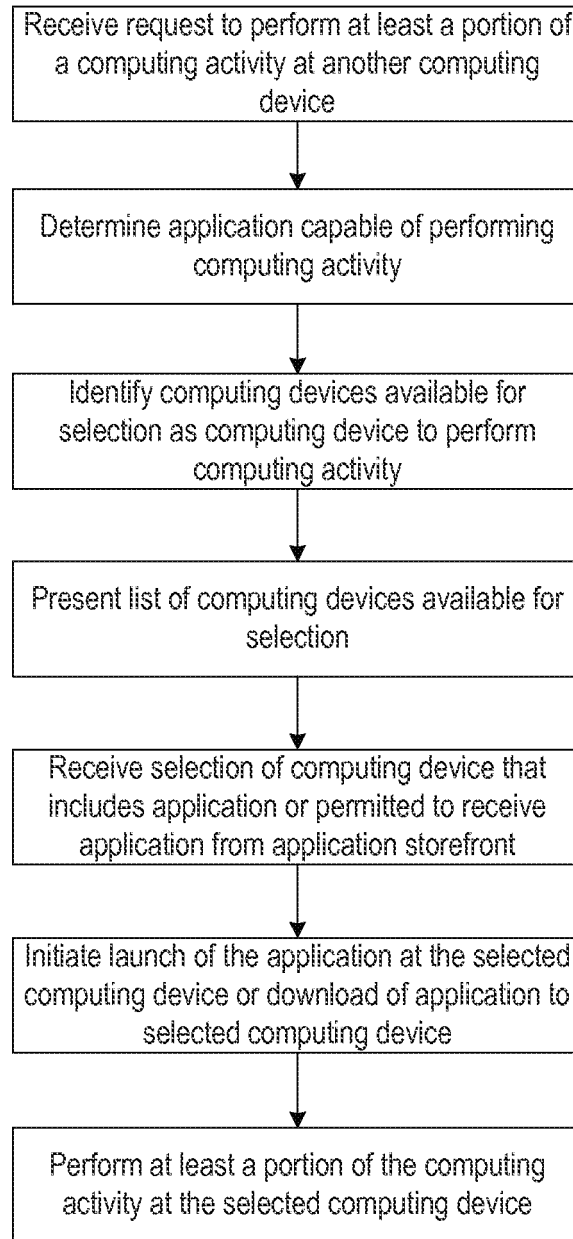 Receive request to perform at least a portion of
a computing activity at another computing
device
Determine application capable of performing
computing activity
Identify computing devices available for
selection as computing device to perform
computing activity
Present list of computing devices available for
selection
Receive selection of computing device that
includes application or permitted to receive
application from application storefront
Initiate launch of the application at the selected
computing device or download of application to
selected computing device
Perform at least a portion of the computing
activity at the selected computing device